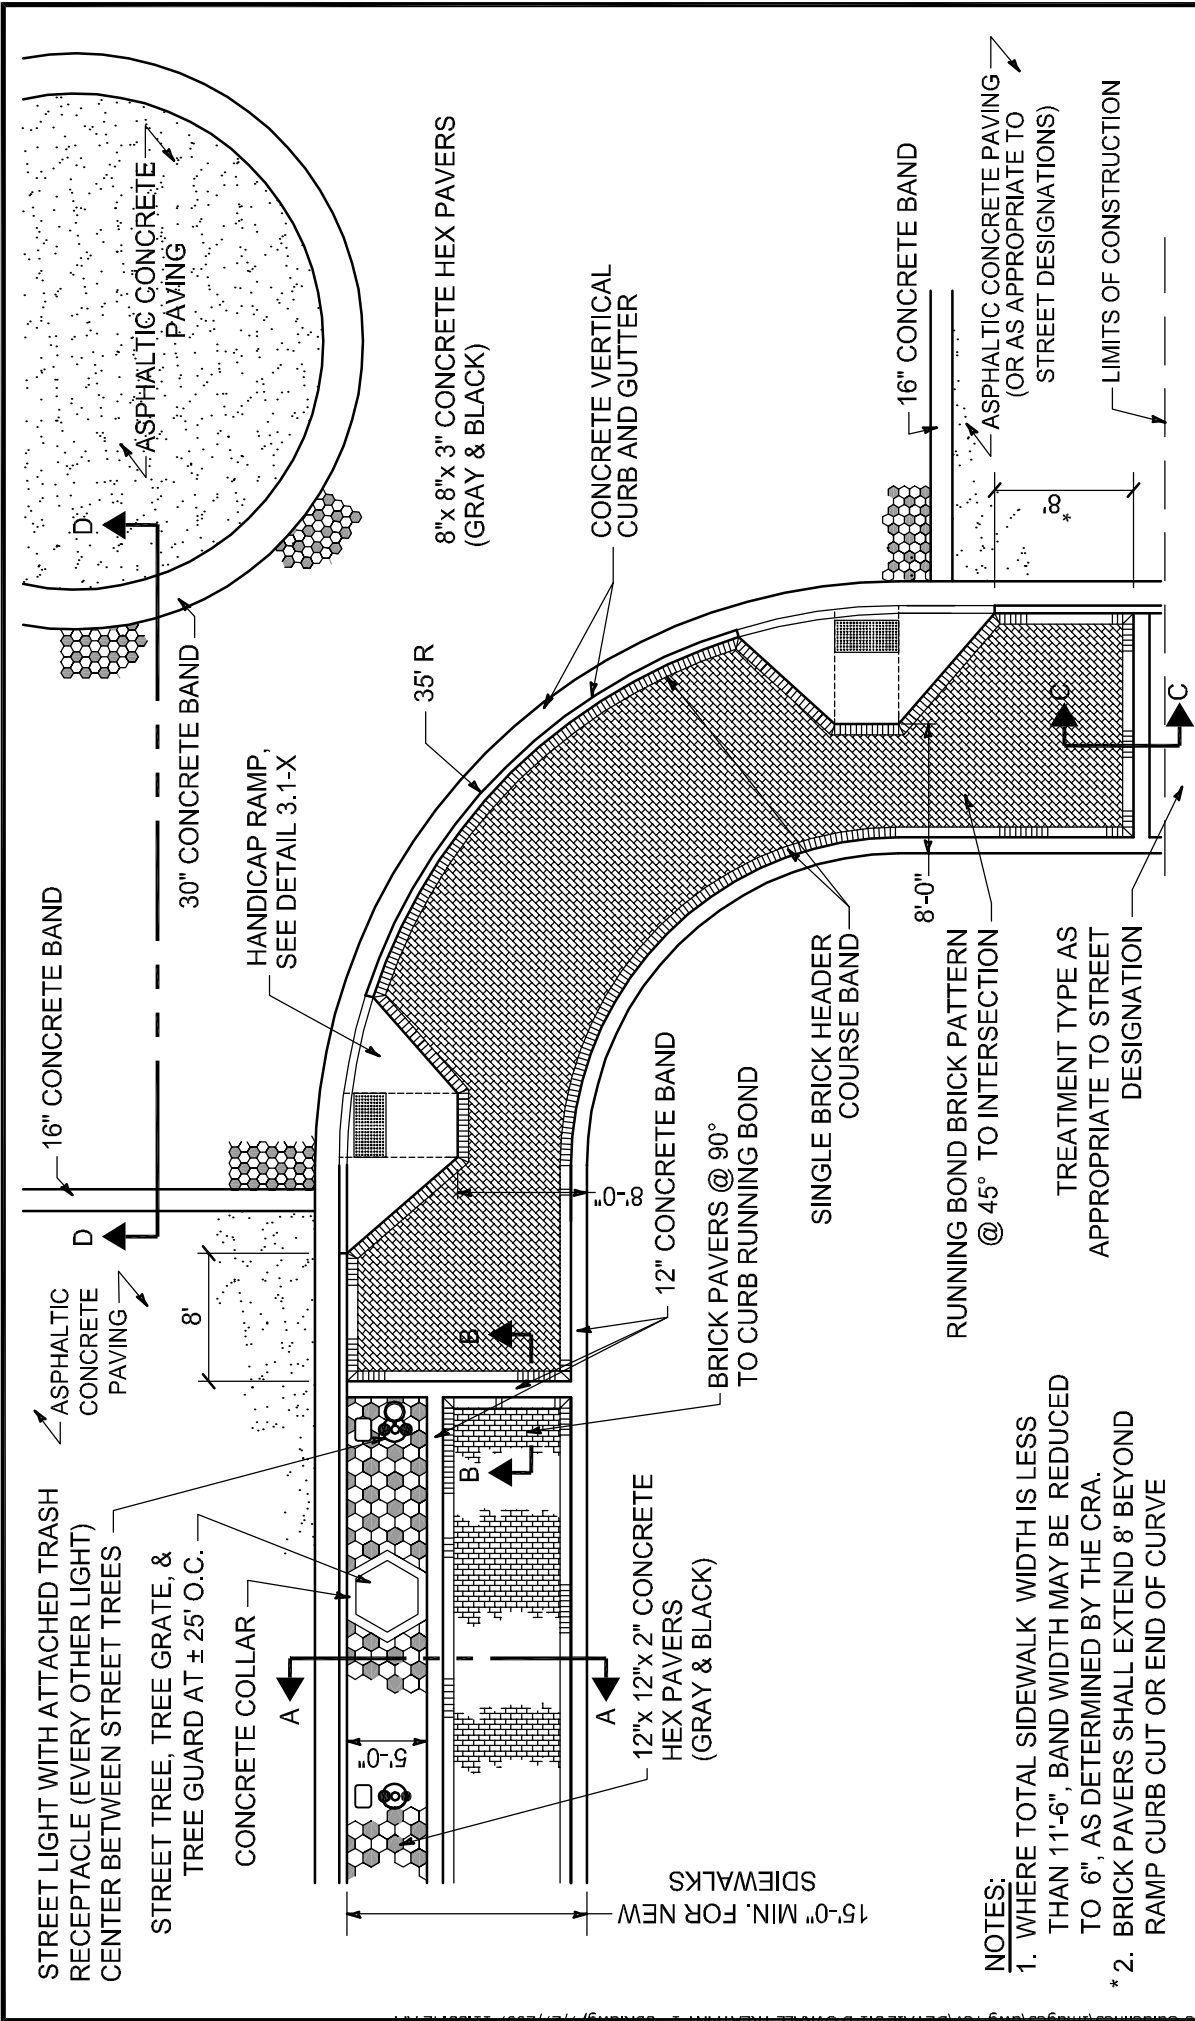 STREET LIGHT WITH ATTACHED TRASH
RECEPTACLE (EVERY OTHER LIGHT)
CENTER BETWEEN STREET TREES
STREET TREE, TREE GRATE, &
TREE GUARD AT ± 25' O.C.
CONCRETE COLLAR
ASPHALTIC
CONCRETE
PAVING
8'
16" CONCRETE BAND
D
D
30" CONCRETE BAND
ASPHALTIC CONCRETE
PAVING
HANDICAP RAMP,
SEE DETAIL 3.1-X
35' R
8"x 8"x 3" CONCRETE HEX PAVERS
(GRAY & BLACK)
CONCRETE VERTICAL
CURB AND GUTTER
A
A
5'-0"
B
B
8'-0"
15'-0" MIN. FOR NEW
SDIEWALKS
12"x 12"x 2" CONCRETE
HEX PAVERS
(GRAY & BLACK)
12" CONCRETE BAND
BRICK PAVERS @ 90°
TO CURB RUNNING BOND
SINGLE BRICK HEADER
COURSE BAND
8'-0"
RUNNING BOND BRICK PATTERN
@ 45° TO INTERSECTION
TREATMENT TYPE AS
APPROPRIATE TO STREET
DESIGNATION
C
C
16" CONCRETE BAND
ASPHALTIC CONCRETE PAVING
(OR AS APPROPRIATE TO
STREET DESIGNATIONS)
8'
*
LIMITS OF CONSTRUCTION
NOTES:
1. WHERE TOTAL SIDEWALK WIDTH IS LESS
THAN 11'-6", BAND WIDTH MAY BE REDUCED
TO 6", AS DETERMINED BY THE CRA.
* 2. BRICK PAVERS SHALL EXTEND 8' BEYOND
RAMP CURB CUT OR END OF CURVE